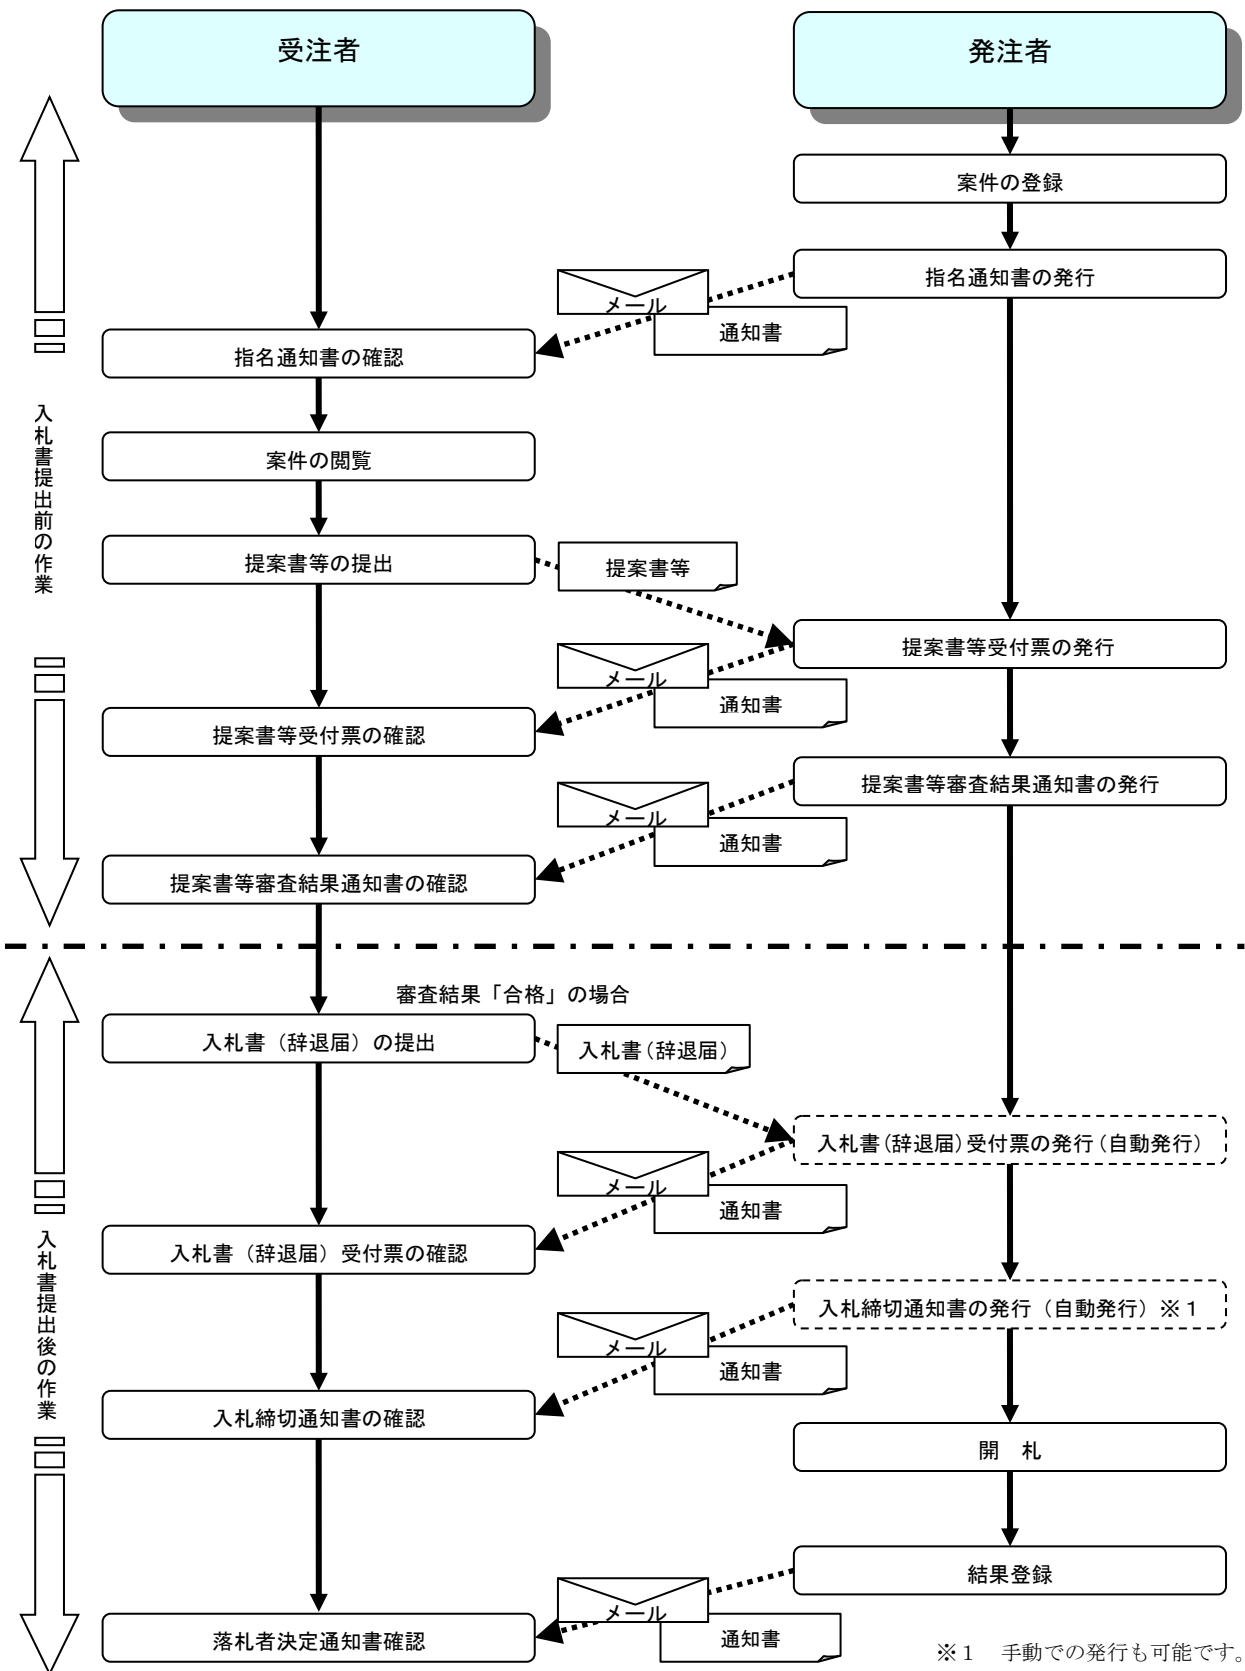 受注者
発注者
案件の登録
指名通知書の発行
メール
通知書
指名通知書の確認
入札書提出前の作業
案件の閲覧
提案書等の提出
提案書等
提案書等受付票の発行
メール
通知書
提案書等受付票の確認
提案書等審査結果通知書の発行
メール
通知書
提案書等審査結果通知書の確認
審査結果「合格」の場合
入札書（辞退届）の提出
入札書（辞退届）
入札書（辞退届）受付票の発行（自動発行）
メール
通知書
入札書（辞退届）受付票の確認
入札書提出後の作業
入札締切通知書の発行（自動発行）※１
メール
通知書
入札締切通知書の確認
開　札
結果登録
メール
通知書
落札者決定通知書確認
※１　手動での発行も可能です。